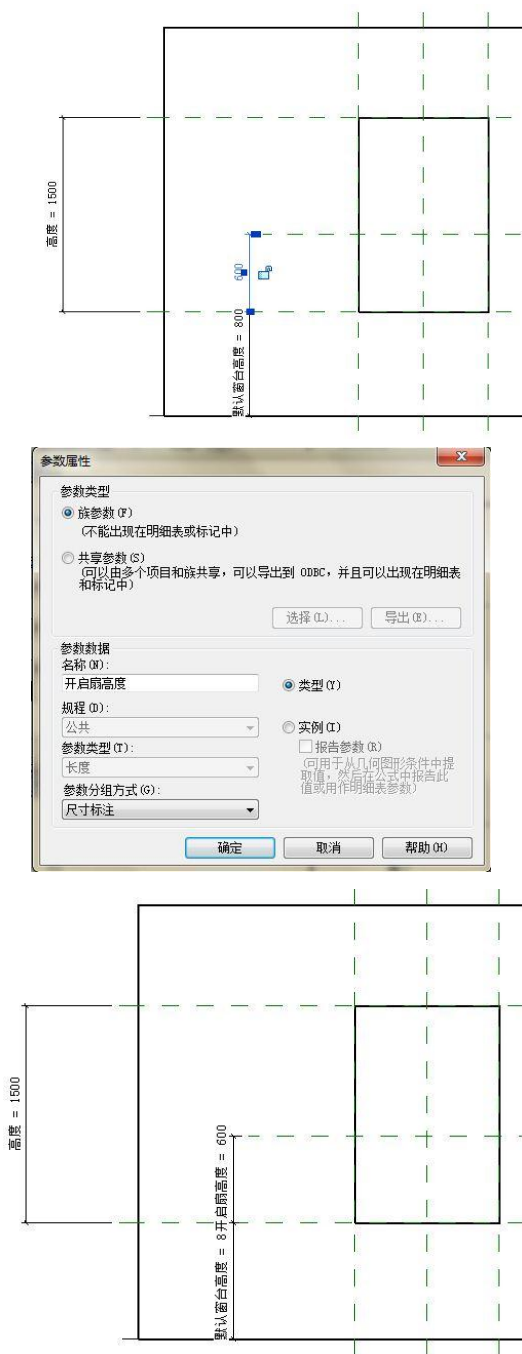 高度 = 1500
600
默认窗台高度 = 800
参数属性
参数类型
族参数(F)
(不能出现在明细表或标记中)
共享参数(S)
(可以由多个项目和族共享，可以导出到 ODBC，并且可以出现在明细表
和标记中)
选择(L)...
导出(E)...
参数数据
名称(N):
开启扇高度
类型(Y)
规程(D):
公共
实例(I)
参数类型(T):
报告参数(R)
长度
(可用于从几何图形条件中提
取值，然后在公式中报告此
值或用作明细表参数)
参数分组方式(G):
尺寸标注
确定
取消
帮助(H)
高度 = 1500
开启扇高度 = 600
默认窗台高度 = 8